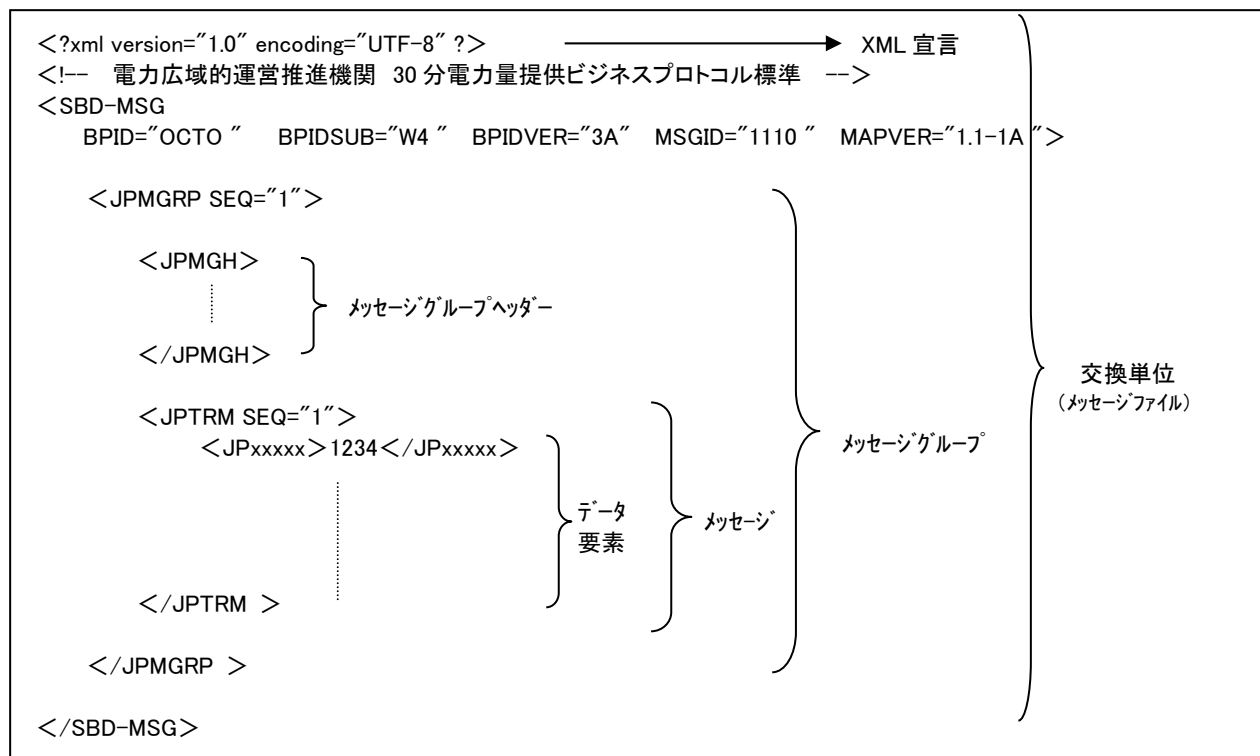 <?xml version="1.0" encoding="UTF-8" ?> XML 宣言
<!-- 電力広域的運営推進機関 30 分電力量提供ビジネスプロトコル標準 -->
<SBD-MSG
BPID="OCTO " BPIDSUB="W4 " BPIDVER="3A" MSGID="1110 " MAPVER="1.1-1A ">
<JPMGRP SEQ="1">
<JPMGH>
ﾒｯｾｰｼﾞｸﾞﾙｰﾌﾟﾍｯﾀﾞｰ
</JPMGH>
交換単位
(ﾒｯｾｰｼﾞﾌｧｲﾙ)
<JPTRM SEQ="1">
<JPxxxxx>1234</JPxxxxx>
ﾒｯｾｰｼﾞｸﾞﾙｰﾌﾟ
ﾃﾞｰﾀ
要素
ﾒｯｾｰｼﾞ
</JPTRM >
</JPMGRP >
</SBD-MSG>